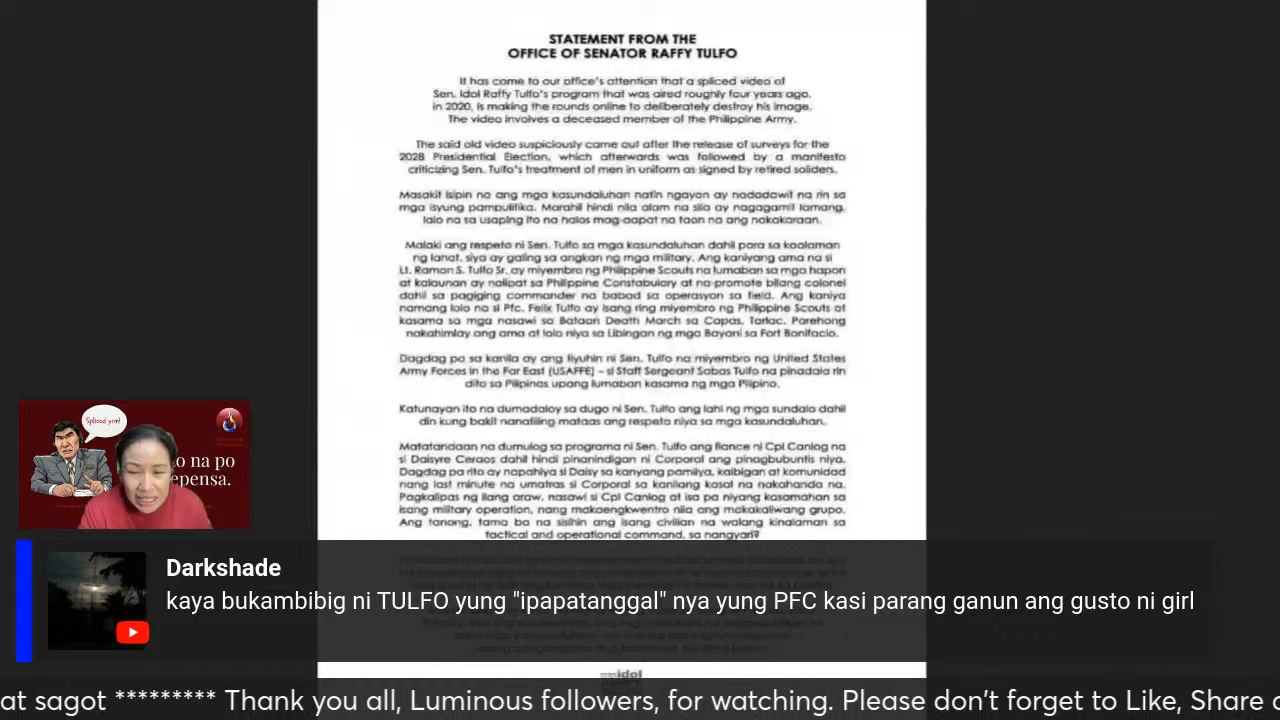 STATEMENT FROM THE
OFFICE OF SENATOR RAFFY TULFO
It has come to our office's attention that a spliced video of
Sen. Idol Raffy Tulfo's program that was aired roughly four years ago,
in 2020, is making the rounds online to deliberately destroy his image.
The video involves a deceased member of the Philippine Army.
The said old video suspiciously came out after the release of surveys for the
2028 Presidential Election, which afterwards was followed by a manifesto
criticizing Sen. Tulfo's treatment of men in uniform as signed by retired soliders.
Masakit isipin na ang mga kasundaluhan natin ngayon ay nadadawit na rin sa
mga isyung pampulitika. Marahil hindi nila alam na sila ay nagagamit lamang,
lalo na sa usaping ito na halos mag-aapat na taon na ang nakakaraan.
Malaki ang respeto ni Sen. Tulfo sa mga kasundaluhan dahil para sa kaalaman
ng lahat, siya ay galing sa angkan ng mga military. Ang kaniyang ama na si
Lt. Ramon S. Tulfo Sr. ay miyembro ng Philippine Scouts na lumaban sa mga hapon
at kalaunan ay nalipat sa Philippine Constabulary at na-promote bilang colonel
dahil sa pagiging commander na babad sa operasyon sa field. Ang kaniya
namang lolo na si Pfc. Felix Tulfo ay isang ring miyembro ng Philippine Scouts at
kasama sa mga nasawi sa Bataan Death March sa Capas, Tarlac. Parehong
nakahimlay ang ama at lolo niya sa Libingan ng mga Bayani sa Fort Bonifacio.
Dagdag pa sa kanila ay ang tiyuhin ni Sen. Tulfo na miyembro ng United States
Army Forces in the Far East (USAFFE) – si Staff Sergeant Sabas Tulfo na pinadala rin
dito sa Pilipinas upang lumaban kasama ng mga Pilipino.
Katunayan ito na dumadaloy sa dugo ni Sen. Tulfo ang lahi ng mga sundalo dahil
din kung bakit nanatiling mataas ang respeto niya sa mga kasundaluhan.
Matatandaan na dumulog sa programa ni Sen. Tulfo ang fiance ni Cpl Canlog na
si Daisyre Ceraos dahil hindi pinanindigan ni Corporal ang pinagbubuntis niya.
Dagdag pa rito ay napahiya si Daisy sa kanyang pamilya, kaibigan at komunidad
nang last minute na umatras si Corporal sa kanilang kasal na nakahanda na.
Pagkalipas ng ilang araw, nasawi si Cpl Canlog at isa pa niyang kasamahan sa
isang military operation, nang makaengkwentro nila ang makakaliwang grupo.
Ang tanong, tama ba na sisihin ang isang civilian na walang kinalaman sa
tactical and operational command, sa nangyari?
Spliced yan!
o na po
epensa.
Darkshade
kaya bukambibig ni TULFO yung "ipapatanggal" nya yung PFC kasi parang ganun ang gusto ni girl
idol
at sagot ********* Thank you all, Luminous followers, for watching. Please don't forget to Like, Share